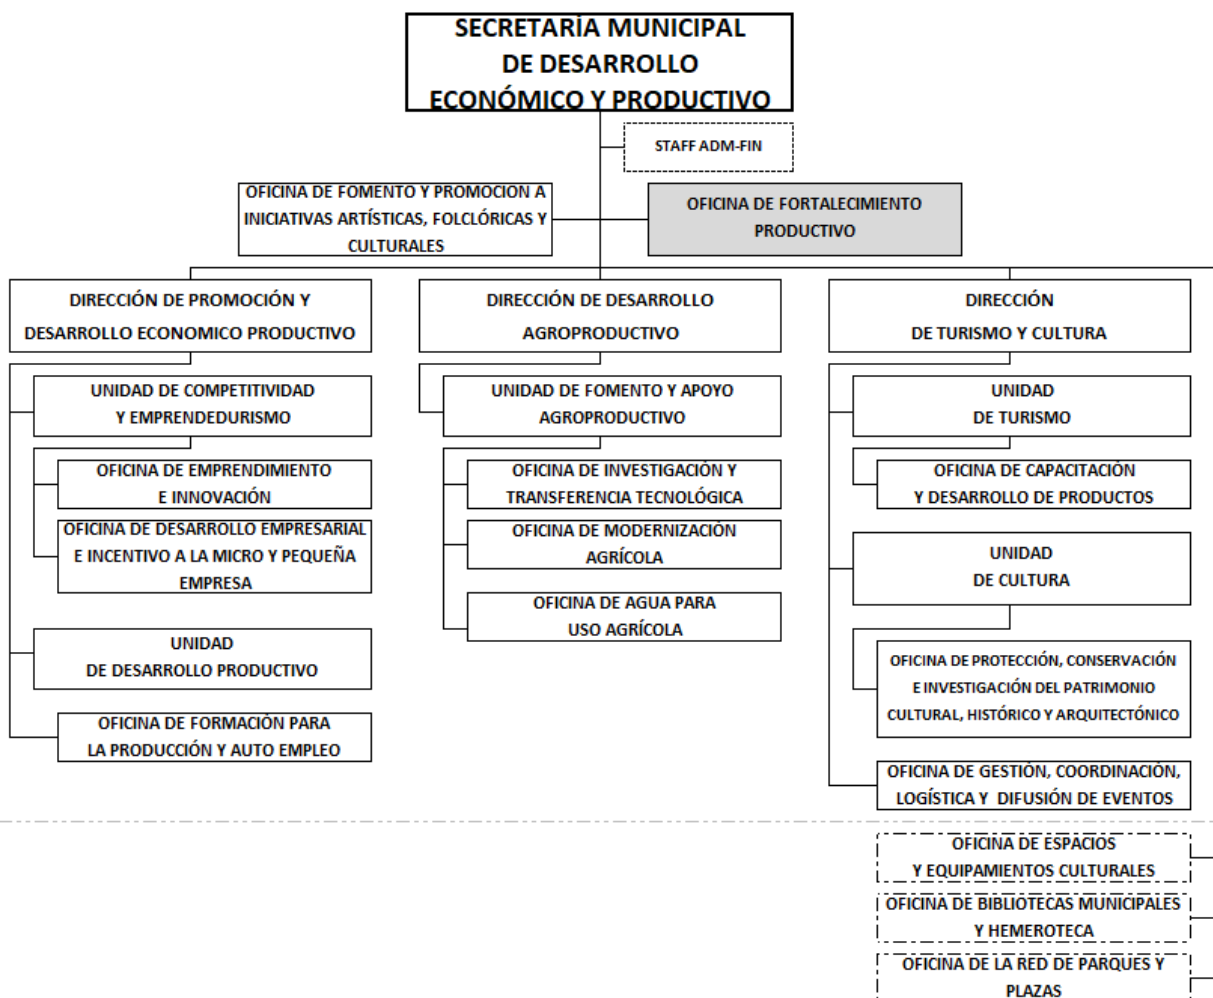 SECRETARÍA MUNICIPAL
DE DESARROLLO
ECONÓMICO Y PRODUCTIVO
STAFF ADM-FIN
OFICINA DE FOMENTO Y PROMOCION A
INICIATIVAS ARTÍSTICAS, FOLCLÓRICAS Y
CULTURALES
OFICINA DE FORTALECIMIENTO
PRODUCTIVO
DIRECCIÓN DE PROMOCIÓN Y
DESARROLLO ECONOMICO PRODUCTIVO
UNIDAD DE COMPETITIVIDAD
Y EMPRENDEDURISMO
OFICINA DE EMPRENDIMIENTO
E INNOVACIÓN
OFICINA DE DESARROLLO EMPRESARIAL
E INCENTIVO A LA MICRO Y PEQUEÑA
EMPRESA
UNIDAD
DE DESARROLLO PRODUCTIVO
OFICINA DE FORMACIÓN PARA
LA PRODUCCIÓN Y AUTO EMPLEO
DIRECCIÓN DE DESARROLLO
AGROPRODUCTIVO
UNIDAD DE FOMENTO Y APOYO
AGROPRODUCTIVO
OFICINA DE INVESTIGACIÓN Y
TRANSFERENCIA TECNOLÓGICA
OFICINA DE MODERNIZACIÓN
AGRÍCOLA
OFICINA DE AGUA PARA
USO AGRÍCOLA
DIRECCIÓN
DE TURISMO Y CULTURA
UNIDAD
DE TURISMO
OFICINA DE CAPACITACIÓN
Y DESARROLLO DE PRODUCTOS
UNIDAD
DE CULTURA
OFICINA DE PROTECCIÓN, CONSERVACIÓN
E INVESTIGACIÓN DEL PATRIMONIO
CULTURAL, HISTÓRICO Y ARQUITECTÓNICO
OFICINA DE GESTIÓN, COORDINACIÓN,
LOGÍSTICA Y DIFUSIÓN DE EVENTOS
OFICINA DE ESPACIOS
Y EQUIPAMIENTOS CULTURALES
OFICINA DE BIBLIOTECAS MUNICIPALES
Y HEMEROTECA
OFICINA DE LA RED DE PARQUES Y
PLAZAS